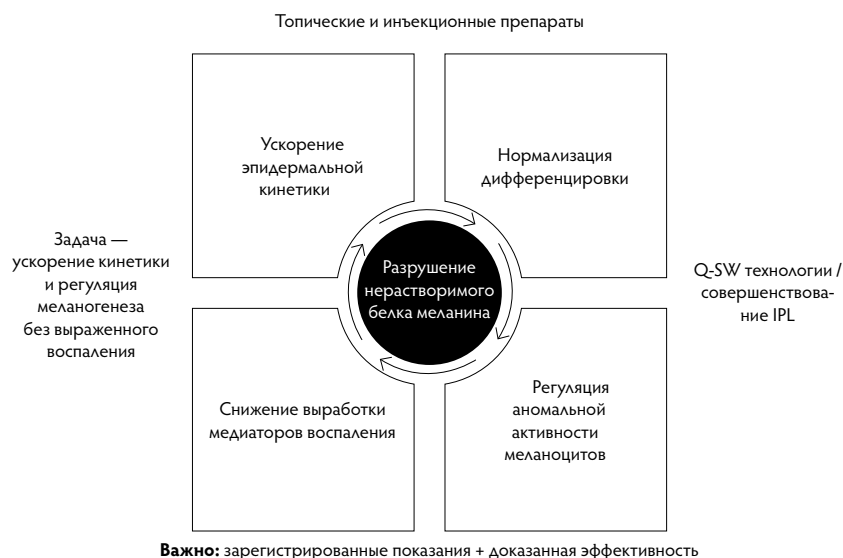 Топические и инъекционные препараты
Ускорение
эпидермальной
кинетики
Нормализация
дифференцировки
Задача —
ускорение кинетики
и регуляция
меланогенеза
без выраженного
воспаления
Разрушение
нерастворимого
белка меланина
Q-SW технологии /
совершенствова-
ние IPL
Снижение выработки
медиаторов воспаления
Регуляция
аномальной
активности
меланоцитов
Важно: зарегистрированные показания + доказанная эффективность